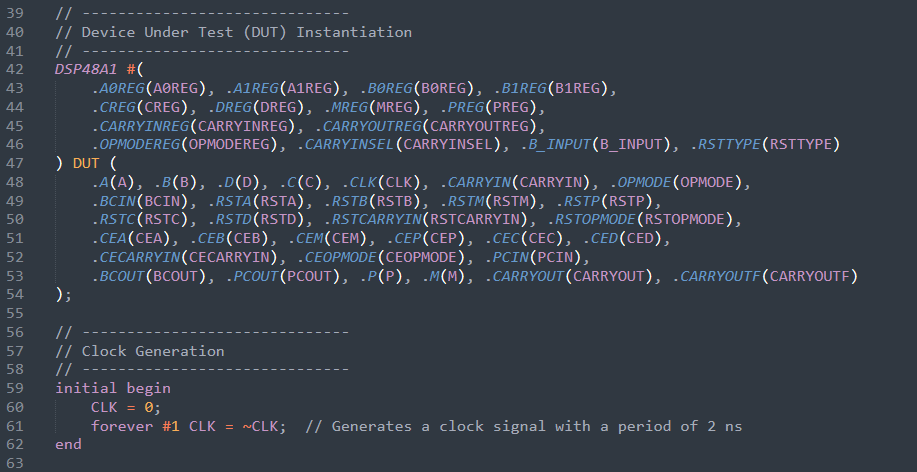 39 // ------------------------------
40 // Device Under Test (DUT) Instantiation
41 // ------------------------------
42 DSP48A1 #(
43     .A0REG(A0REG), .A1REG(A1REG), .B0REG(B0REG), .B1REG(B1REG),
44     .CREG(CREG), .DREG(DREG), .MREG(MREG), .PREG(PREG),
45     .CARRYINREG(CARRYINREG), .CARRYOUTREG(CARRYOUTREG),
46     .OPMODEREG(OPMODEREG), .CARRYINSEL(CARRYINSEL), .B_INPUT(B_INPUT), .RSTTYPE(RSTTYPE)
47 ) DUT (
48     .A(A), .B(B), .D(D), .C(C), .CLK(CLK), .CARRYIN(CARRYIN), .OPMODE(OPMODE),
49     .BCIN(BCIN), .RSTA(RSTA), .RSTB(RSTB), .RSTM(RSTM), .RSTP(RSTP),
50     .RSTC(RSTC), .RSTD(RSTD), .RSTCARRYIN(RSTCARRYIN), .RSTOPMODE(RSTOPMODE),
51     .CEA(CEA), .CEB(CEB), .CEM(CEM), .CEP(CEP), .CEC(CEC), .CED(CED),
52     .CECARRYIN(CECARRYIN), .CEOPMODE(CEOPMODE), .PCIN(PCIN),
53     .BCOUT(BCOUT), .PCOUT(PCOUT), .P(P), .M(M), .CARRYOUT(CARRYOUT), .CARRYOUTF(CARRYOUTF)
54 );
55
56 // ------------------------------
57 // Clock Generation
58 // ------------------------------
59 initial begin
60     CLK = 0;
61     forever #1 CLK = ~CLK;  // Generates a clock signal with a period of 2 ns
62 end
63